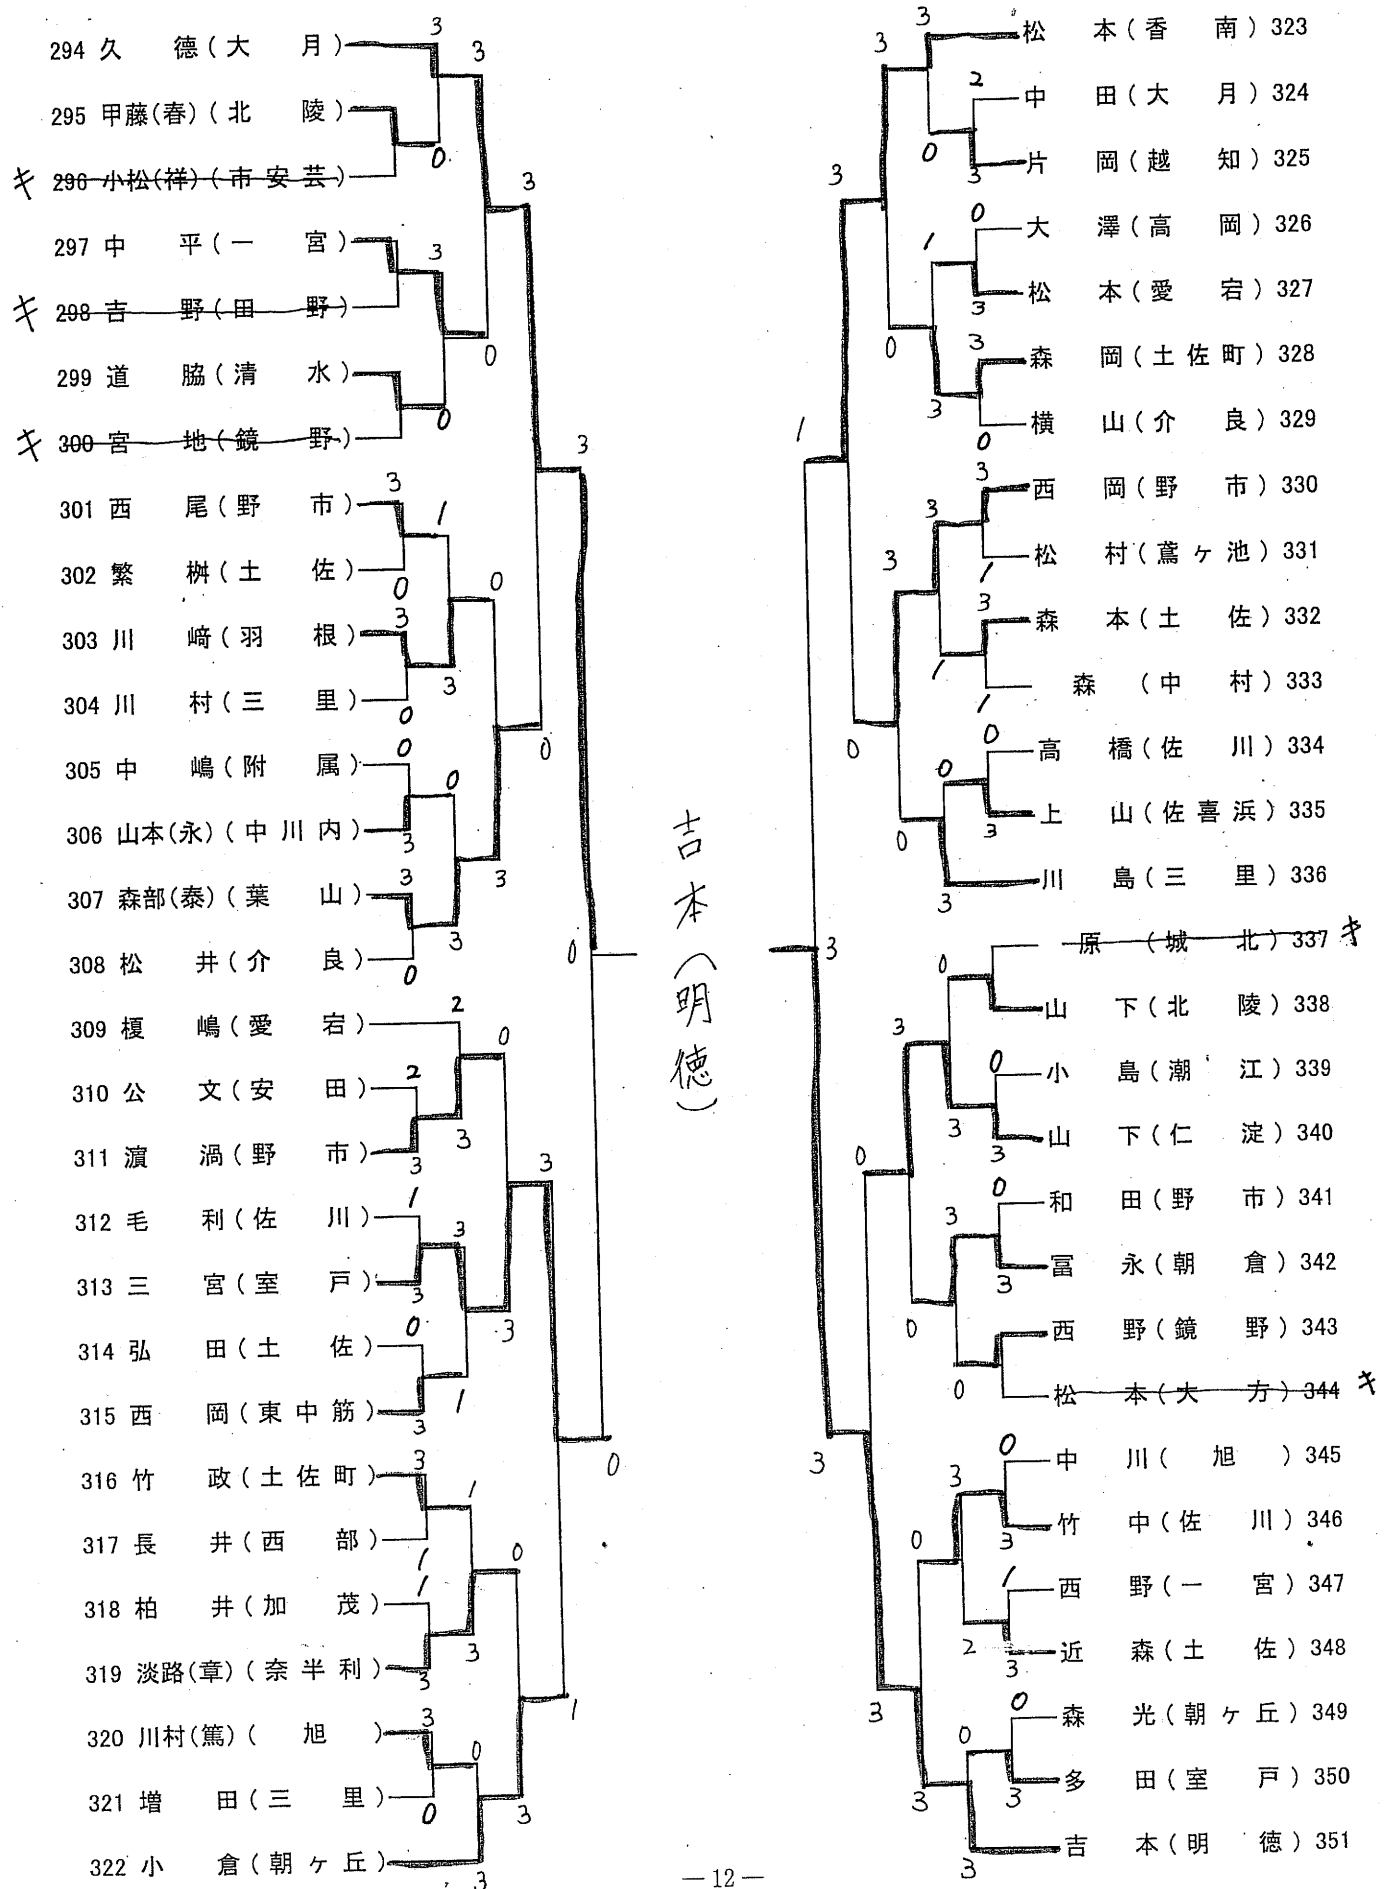 294 久 徳(大 月)
295 甲藤(春)(北 陵)
キ 296 小松(祥)(市安芸)
297 中 平(一 宮)
キ 298 吉 野(田 野)
299 道 脇(清 水)
キ 300 宮 地(鏡 野)
301 西 尾(野 市)
302 繁 桝(土 佐)
303 川 﨑(羽 根)
304 川 村(三 里)
305 中 嶋(附 属)
306 山本(永)(中川内)
307 森部(泰)(葉 山)
308 松 井(介 良)
309 榎 嶋(愛 宕)
310 公 文(安 田)
311 濵 渦(野 市)
312 毛 利(佐 川)
313 三 宮(室 戸)
314 弘 田(土 佐)
315 西 岡(東中筋)
316 竹 政(土佐町)
317 長 井(西 部)
318 柏 井(加 茂)
319 淡路(章)(奈半利)
320 川村(篤)( 旭 )
321 増 田(三 里)
322 小 倉(朝ヶ丘)
吉本(明徳)
松 本(香 南)323
中 田(大 月)324
片 岡(越 知)325
大 澤(高 岡)326
松 本(愛 宕)327
森 岡(土佐町)328
横 山(介 良)329
西 岡(野 市)330
松 村(鳶ヶ池)331
森 本(土 佐)332
森 (中 村)333
高 橋(佐 川)334
上 山(佐喜浜)335
川 島(三 里)336
原 (城 北)337 キ
山 下(北 陵)338
小 島(潮 江)339
山 下(仁 淀)340
和 田(野 市)341
冨 永(朝 倉)342
西 野(鏡 野)343
松 本(大 方)344 キ
中 川( 旭 )345
竹 中(佐 川)346
西 野(一 宮)347
近 森(土 佐)348
森 光(朝ヶ丘)349
多 田(室 戸)350
吉 本(明 徳)351
—12—